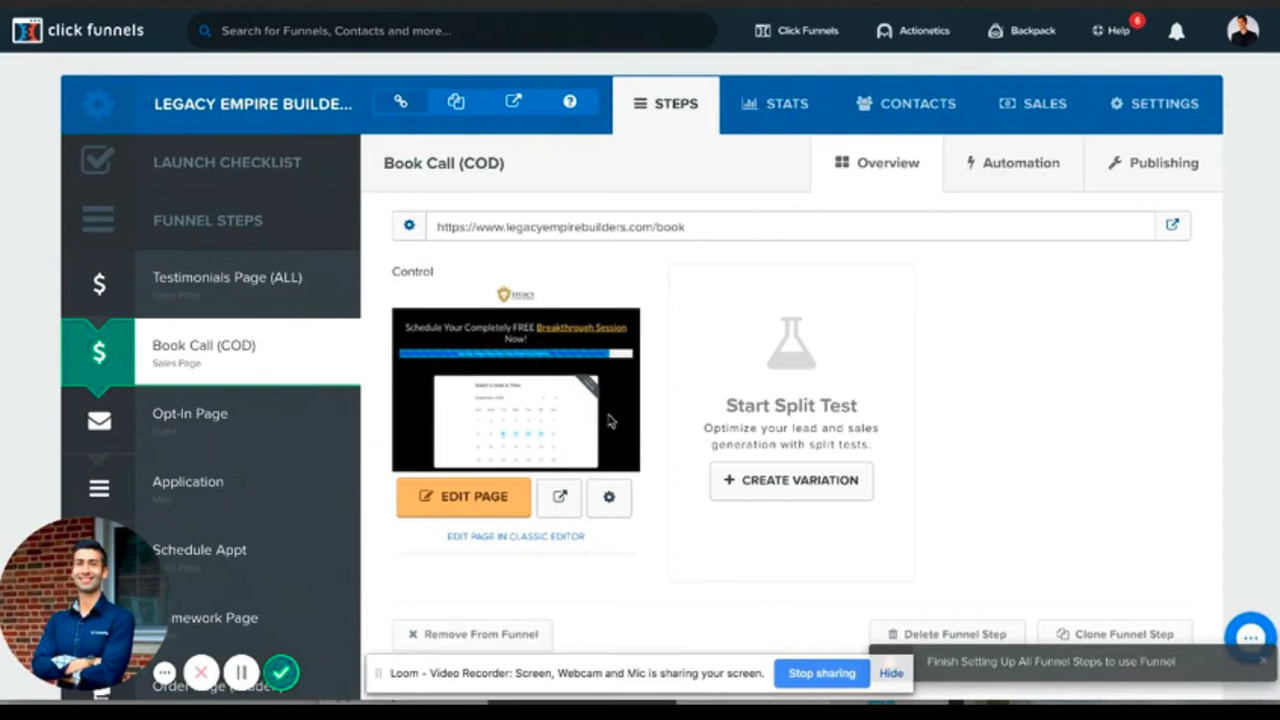 click funnels
Search for Funnels, Contacts and more...
Click Funnels
Actionetics
Backpack
Help
6
LEGACY EMPIRE BUILDE...
STEPS
STATS
CONTACTS
SALES
SETTINGS
LAUNCH CHECKLIST
Book Call (COD)
Overview
Automation
Publishing
FUNNEL STEPS
https://www.legacyempirebuilders.com/book
Testimonials Page (ALL)
Sales Page
Control
LEGACY
Schedule Your Completely FREE Breakthrough Session
Now!
Book Call (COD)
Sales Page
Select a Date & Time
Start Split Test
Optimize your lead and sales
generation with split tests.
+ CREATE VARIATION
Opt-In Page
Application
EDIT PAGE
EDIT PAGE IN CLASSIC EDITOR
Schedule Appt
mework Page
Remove From Funnel
Delete Funnel Step
Clone Funnel Step
Finish Setting Up All Funnel Steps to use Funnel
Loom – Video Recorder: Screen, Webcam and Mic is sharing your screen.
Stop sharing
Hide